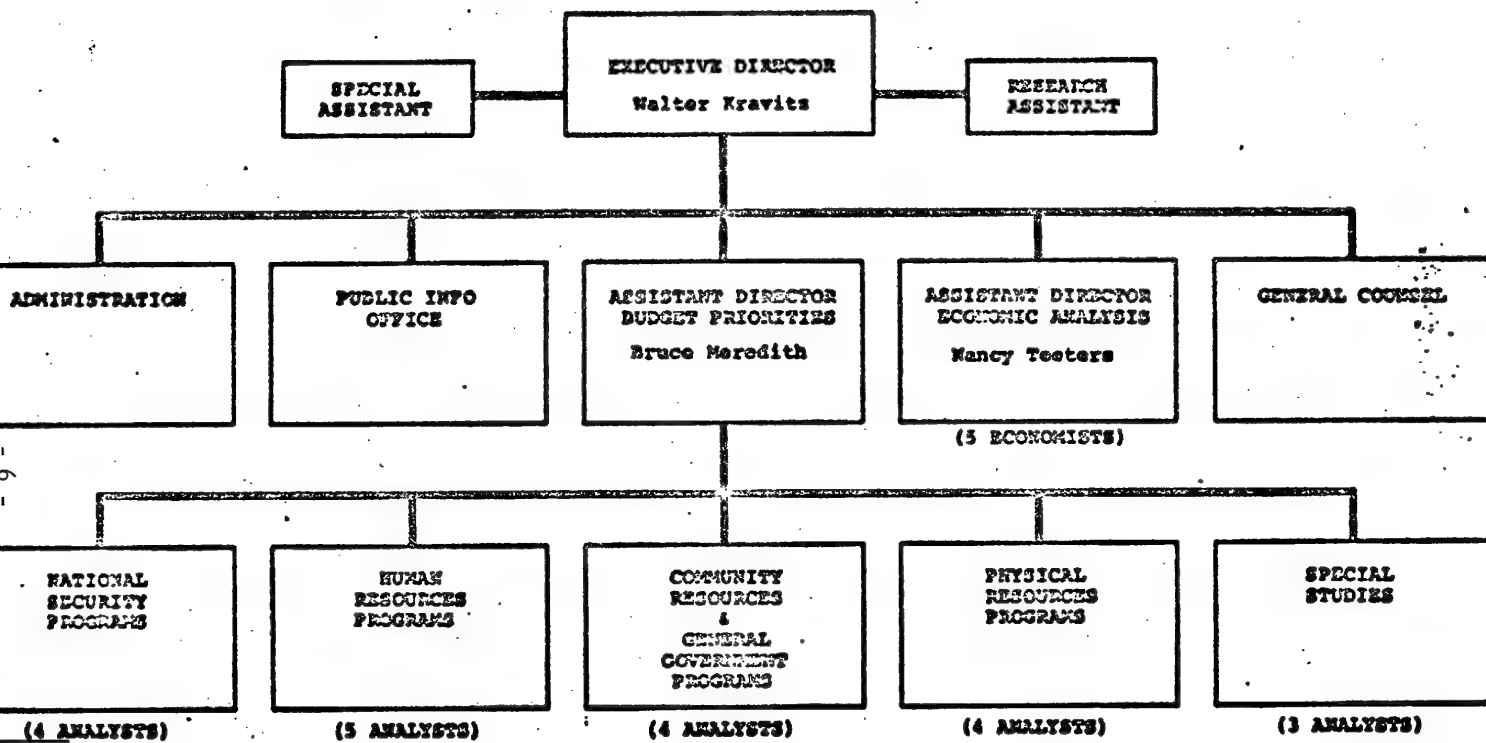 EXECUTIVE DIRECTOR
Walter Kravits
SPECIAL
ASSISTANT
RESEARCH
ASSISTANT
ADMINISTRATION
PUBLIC INFO
OFFICE
ASSISTANT DIRECTOR
BUDGET PRIORITIES
Bruce Meredith
ASSISTANT DIRECTOR
ECONOMIC ANALYSIS
Nancy Teeters
GENERAL COUNSEL
(5 ECONOMISTS)
- 9 -
NATIONAL
SECURITY
PROGRAMS
HUMAN
RESOURCES
PROGRAMS
COMMUNITY
RESOURCES
&
GENERAL
GOVERNMENT
PROGRAMS
PHYSICAL
RESOURCES
PROGRAMS
SPECIAL
STUDIES
(4 ANALYSTS)
(5 ANALYSTS)
(4 ANALYSTS)
(4 ANALYSTS)
(3 ANALYSTS)